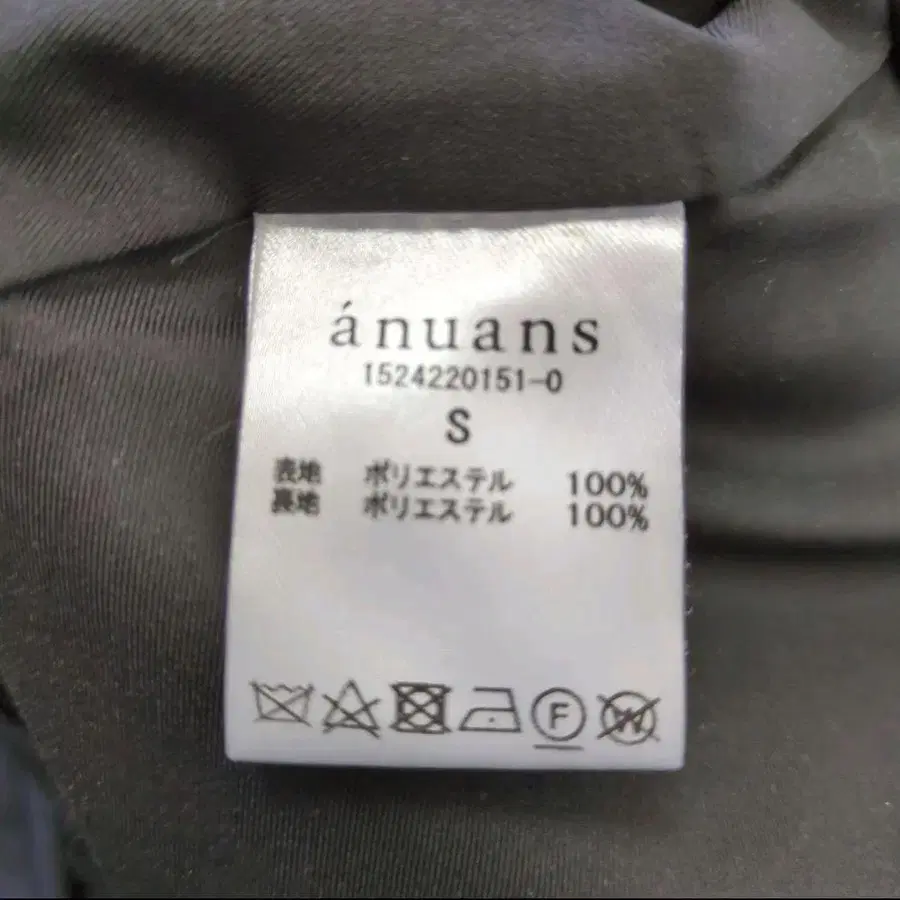 ánuans
1524220151-0
S
表地 ポリエステル 100%
裏地 ポリエステル 100%
F
W